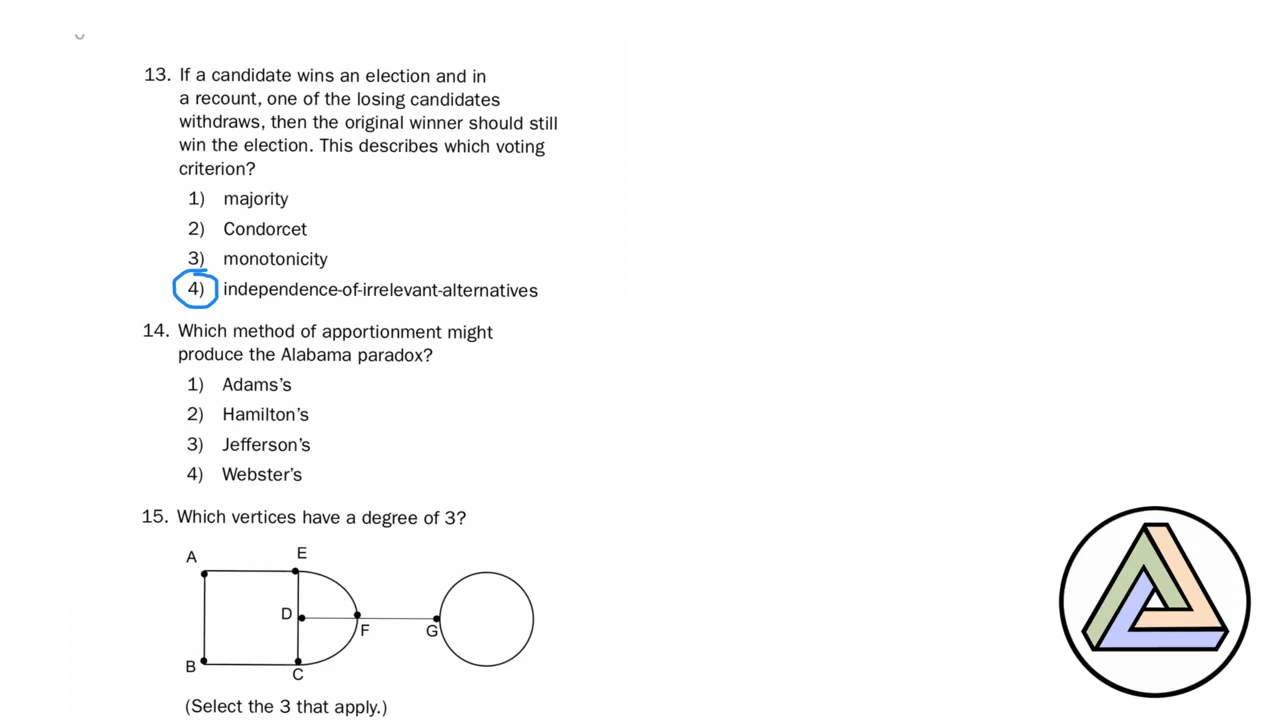 13. If a candidate wins an election and in
a recount, one of the losing candidates
withdraws, then the original winner should still
win the election. This describes which voting
criterion?
1) majority
2) Condorcet
3) monotonicity
4) independence-of-irrelevant-alternatives
14. Which method of apportionment might
produce the Alabama paradox?
1) Adams's
2) Hamilton's
3) Jefferson's
4) Webster's
15. Which vertices have a degree of 3?
A
E
D
F
G
B
C
(Select the 3 that apply.)